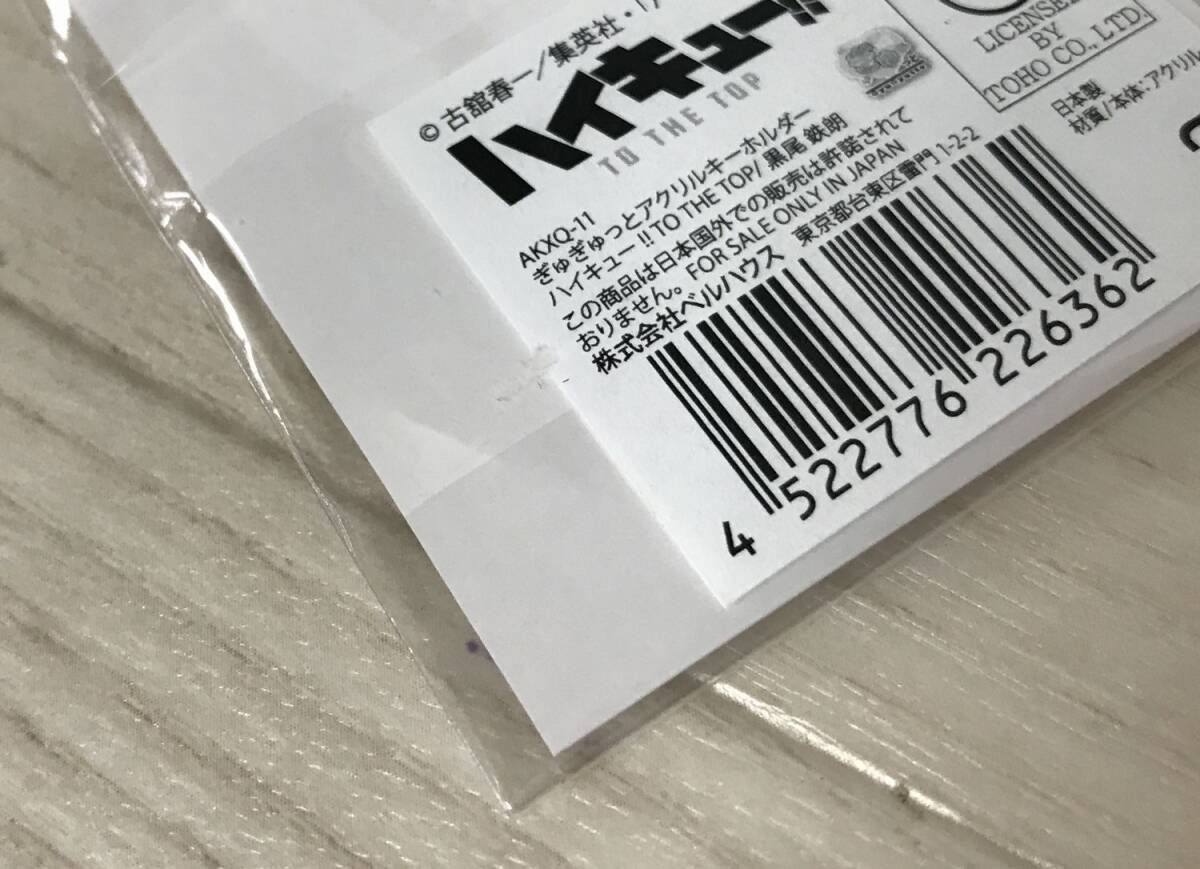 ©古舘春一／集英社・
ハイキュー
TO THE TOP
LICENSED
BY
TOHO CO., LTD.
日本製
材質/本体:アクリル
AKXQ-11
ぎゅぎゅっとアクリルキーホルダー
ハイキュー!!TO THE TOP/ 黒尾 鉄朗
この商品は日本国外での販売は許諾されて
おりません。FOR SALE ONLY IN JAPAN
株式会社ベルハウス 東京都台東区雷門 1-2-2
4 522776 226362